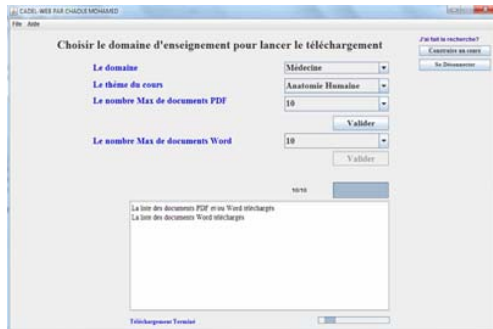 CADEL-WEB PAR CHAOUI MOHAMED
File Aide
Choisir le domaine d'enseignement pour lancer le téléchargement
J'ai fait la recherche?
Construire un cours
Se Déconnecter
Le domaine
Médecine
Le thème du cours
Anatomie Humaine
Le nombre Max de documents PDF
10
Valider
Le nombre Max de documents Word
10
Valider
10/10
La liste des documents PDF et ou Word téléchargés
La liste des documents Word téléchargés
Téléchargement Terminé